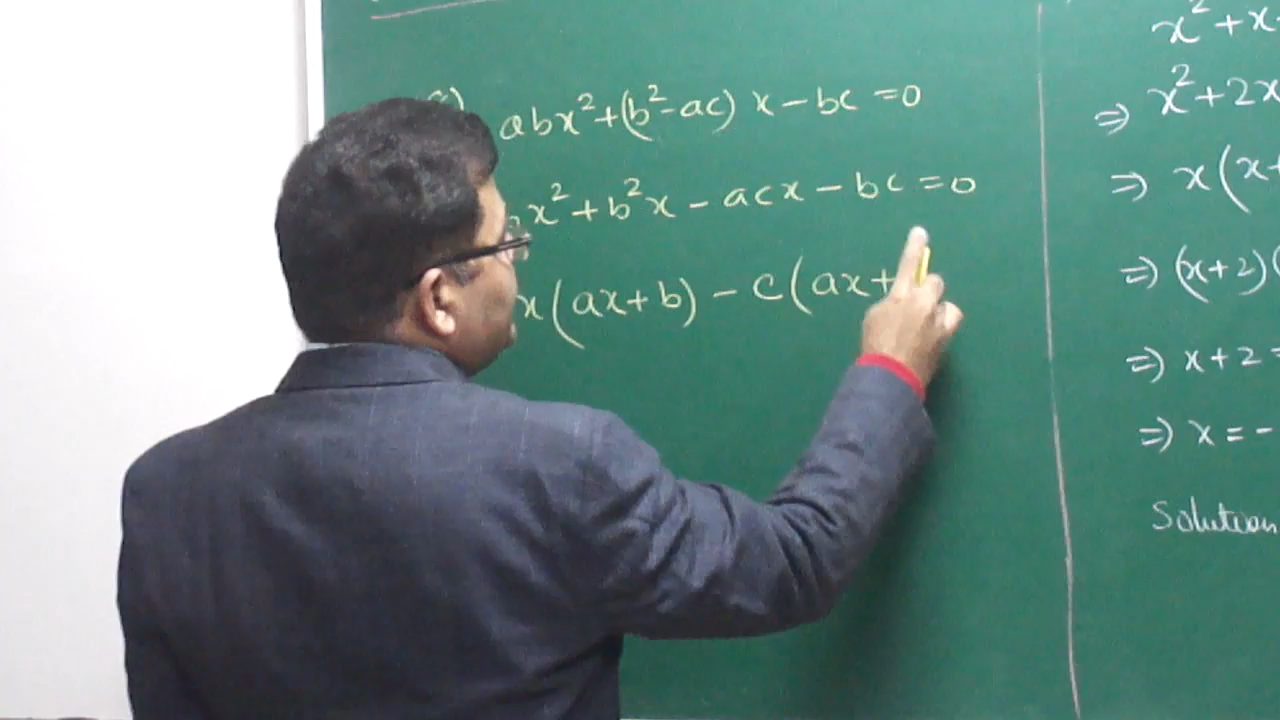 abx²+(b²-ac) x-bc=0
x²+b²x-acx-bc=0
x(ax+b)-c(ax+
x²+x
⇒ x²+2x
⇒ x(x+
⇒ (x+2)(
⇒ x+2=
⇒ x=-
Solution